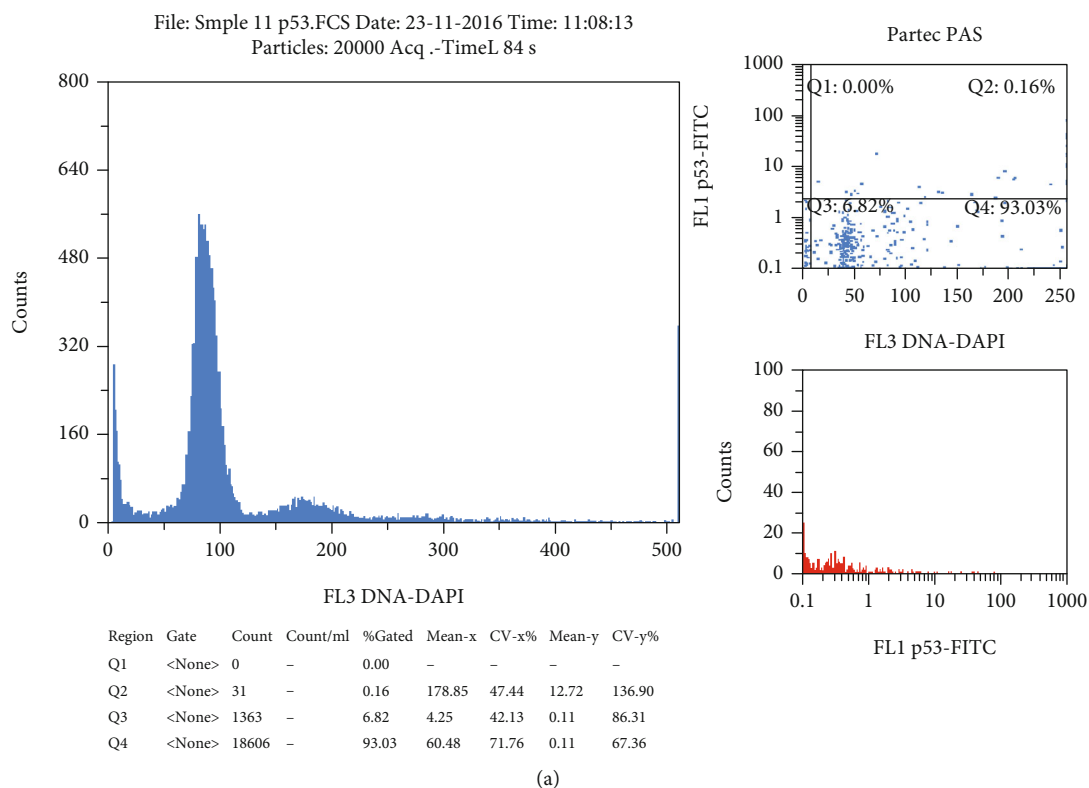 File: Smple 11 p53.FCS Date: 23-11-2016 Time: 11:08:13
Particles: 20000 Acq .-TimeL 84 s
800
640
480
320
160
0
Counts
0 100 200 300 400 500
FL3 DNA-DAPI
Partec PAS
1000
100
10
1
0.1
FL1 p53-FITC
Q1: 0.00% Q2: 0.16%
Q3: 6.82% Q4: 93.03%
0 50 100 150 200 250
FL3 DNA-DAPI
100
80
60
40
20
0
Counts
0.1 1 10 100 1000
FL1 p53-FITC
Region Gate Count Count/ml %Gated Mean-x CV-x% Mean-y CV-y%
Q1 <None> 0 – 0.00 – – – –
Q2 <None> 31 – 0.16 178.85 47.44 12.72 136.90
Q3 <None> 1363 – 6.82 4.25 42.13 0.11 86.31
Q4 <None> 18606 – 93.03 60.48 71.76 0.11 67.36
(a)